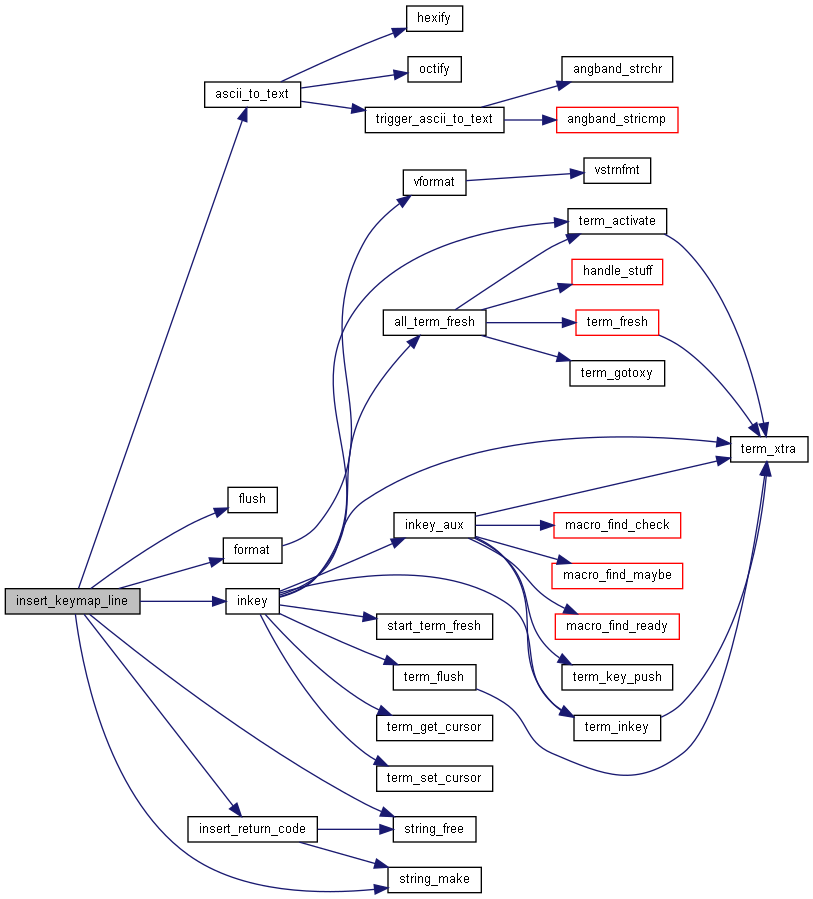 hexify
octify
ascii_to_text
angband_strchr
trigger_ascii_to_text
angband_stricmp
vformat
vstrnfmt
term_activate
handle_stuff
all_term_fresh
term_fresh
term_gotoxy
term_xtra
flush
format
inkey_aux
macro_find_check
macro_find_maybe
insert_keymap_line
inkey
start_term_fresh
macro_find_ready
term_flush
term_key_push
term_get_cursor
term_inkey
term_set_cursor
insert_return_code
string_free
string_make